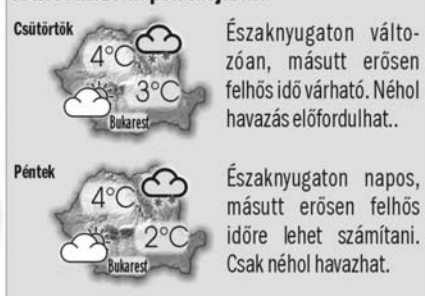 Csütörtök
4°C
3°C
Bukarest
Északnyugaton válto-
zóan, másutt erősen
felhős idő várható. Néhol
havazás előfordulhat..
Péntek
4°C
2°C
Bukarest
Északnyugaton napos,
másutt erősen felhős
időre lehet számítani.
Csak néhol havazhat.